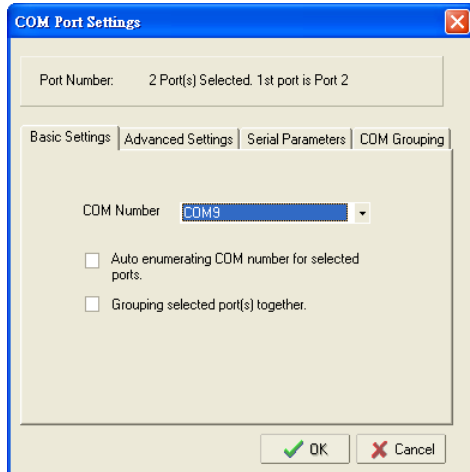 COM Port Settings
Port Number: 2 Port(s) Selected. 1st port is Port 2
Basic Settings Advanced Settings Serial Parameters COM Grouping
COM Number COM9
Auto enumerating COM number for selected
ports.
Grouping selected port(s) together.
OK Cancel